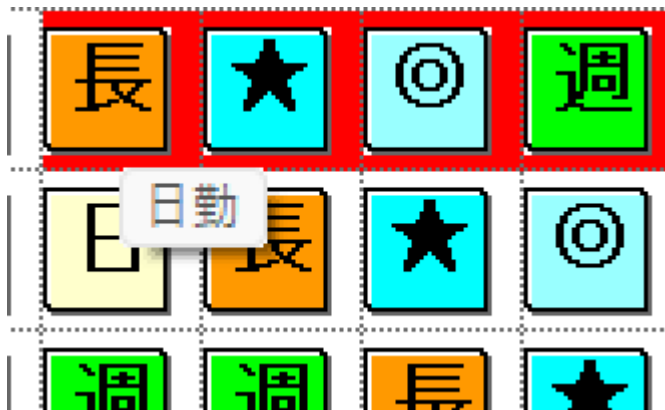 長 ★ ◎ 週
日勤
日 長 ★ ◎
週 週 長 ★